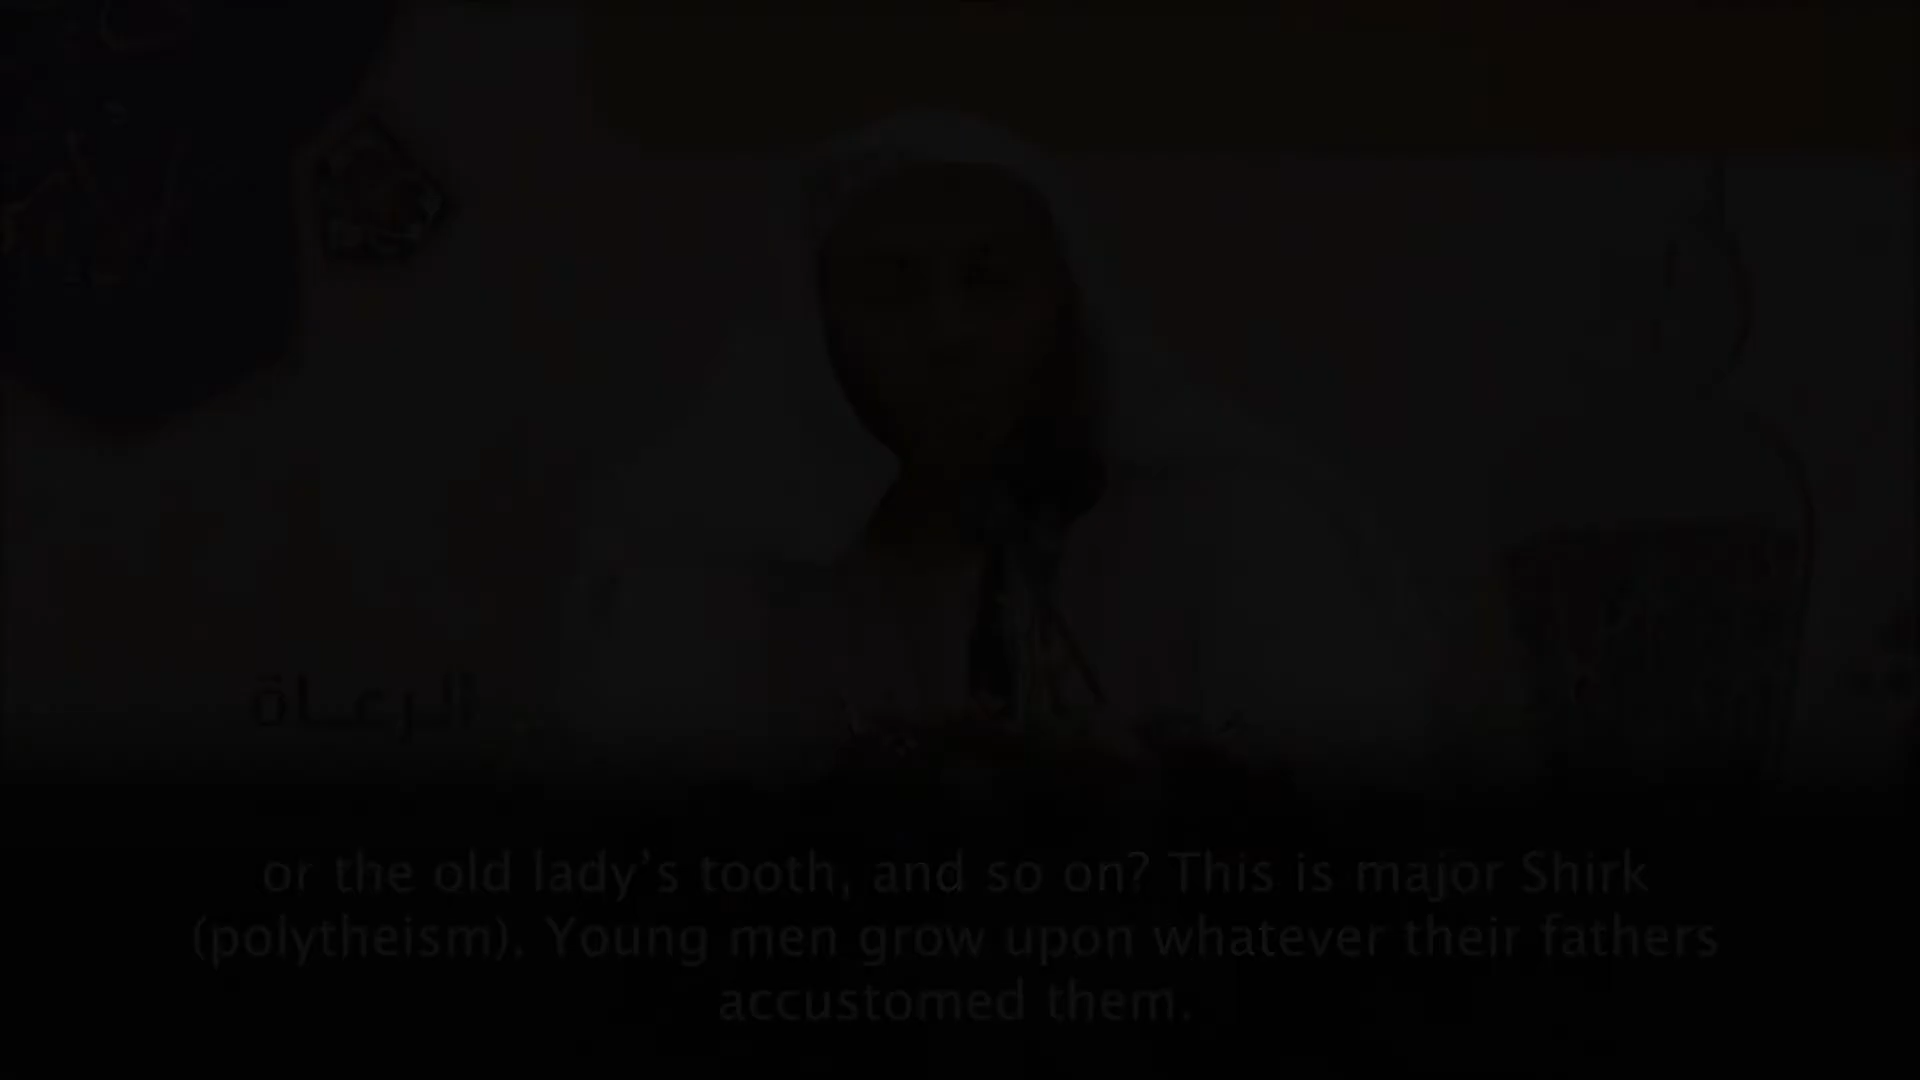 الرعاة
or the old lady’s tooth, and so on? This is major Shirk
(polytheism). Young men grow upon whatever their fathers
accustomed them.